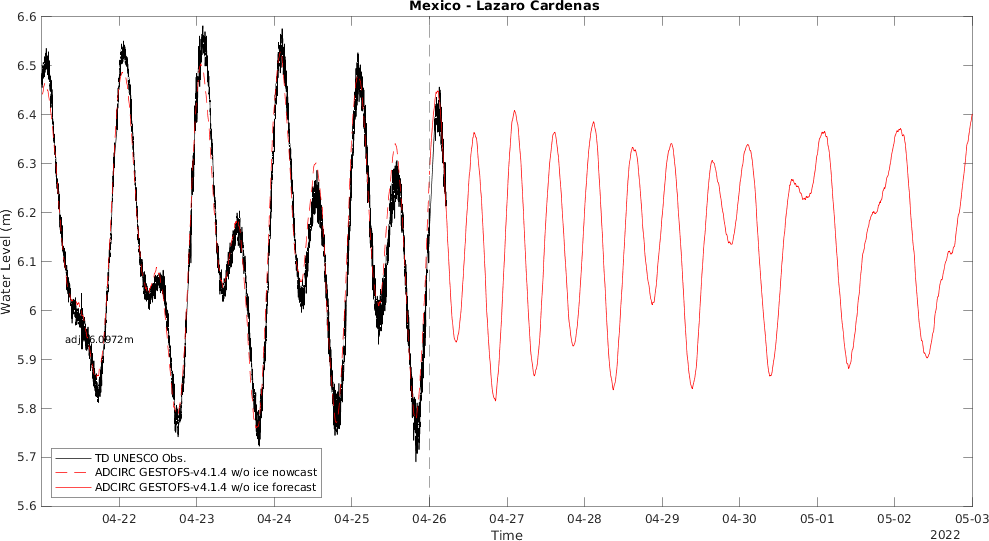 Mexico - Lazaro Cardenas
6.6
6.5
6.4
6.3
6.2
6.1
6
5.9
5.8
5.7
5.6
Water Level (m)
adj 6.0972m
TD UNESCO Obs.
ADCIRC GESTOFS-v4.1.4 w/o ice nowcast
ADCIRC GESTOFS-v4.1.4 w/o ice forecast
04-22 04-23 04-24 04-25 04-26 04-27 04-28 04-29 04-30 05-01 05-02 05-03
Time
2022